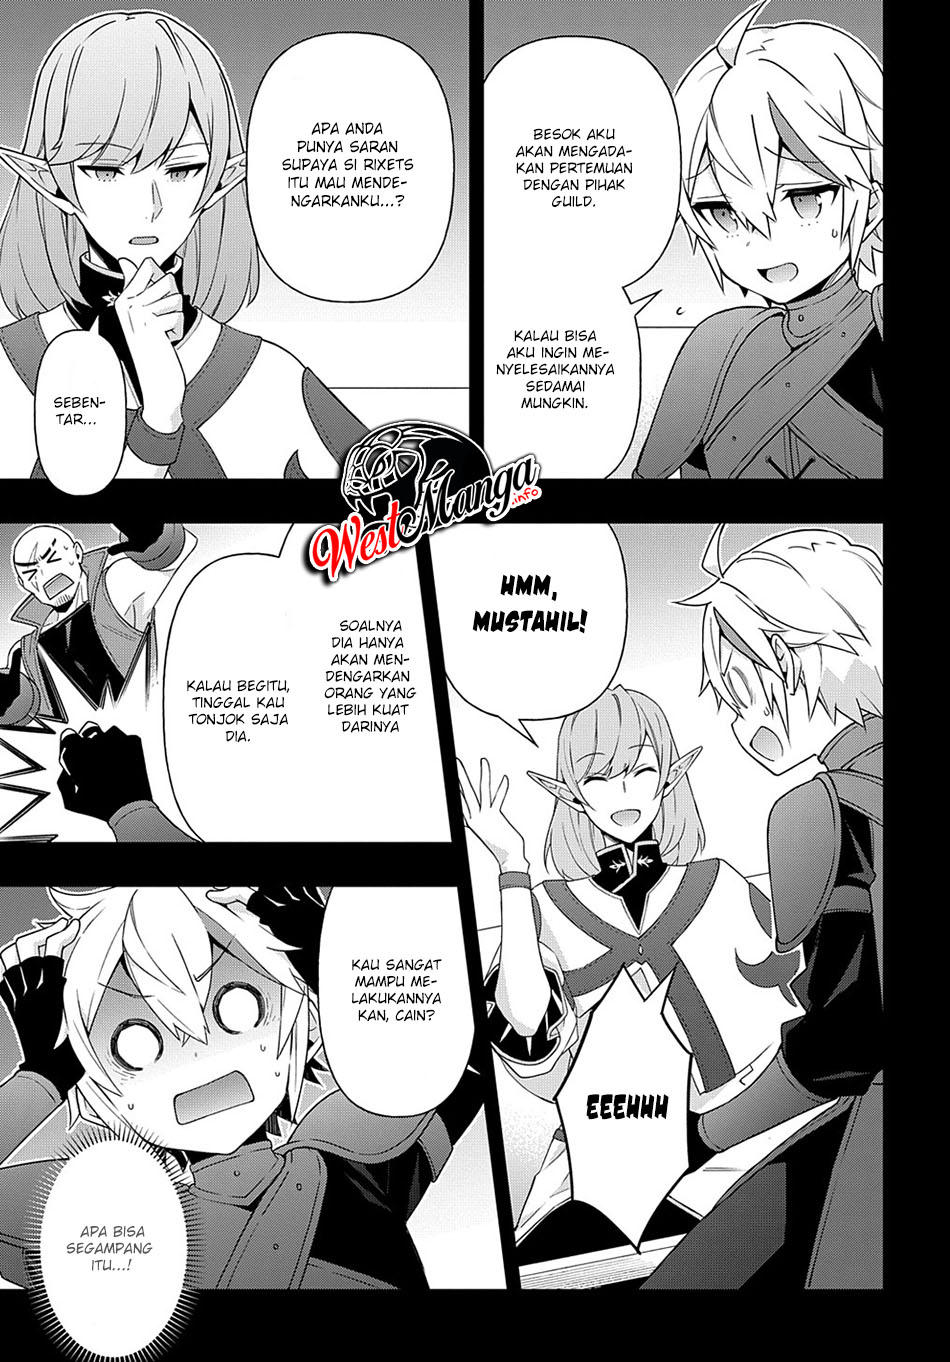 BESOK AKU
AKAN MENGADA-
KAN PERTEMUAN
DENGAN PIHAK
GUILD.
KALAU BISA
AKU INGIN ME-
NYELESAIKANNYA
SEDAMAI
MUNGKIN.
APA ANDA
PUNYA SARAN
SUPAYA SI RIXETS
ITU MAU MENDE-
NGARKANKU...?
SEBEN-
TAR...
WestManga
.info
HMM,
MUSTAHIL!
EEEHHH
SOALNYA
DIA HANYA
AKAN MEN-
DENGARKAN
ORANG YANG
LEBIH KUAT
DARINYA
KALAU BEGITU,
TINGGAL KAU
TONJOK SAJA
DIA.
KAU SANGAT
MAMPU ME-
LAKUKANNYA
KAN, CAIN?
APA BISA
SEGAMPANG
ITU...!